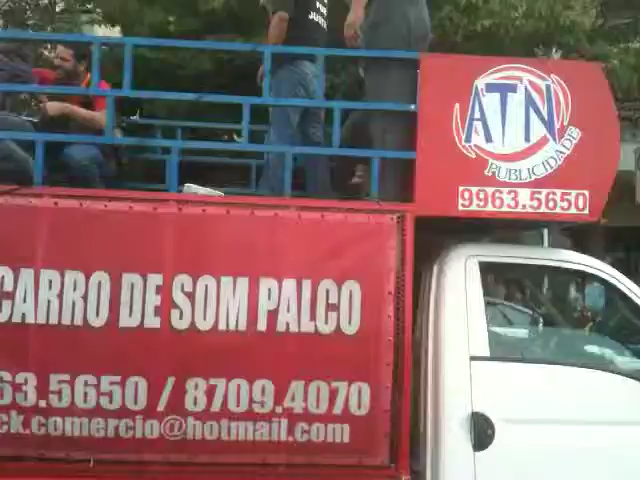 ATN
PUBLICIDADE
9963.5650
CARRO DE SOM PALCO
63.5650 / 8709.4070
ck.comercio@hotmail.com